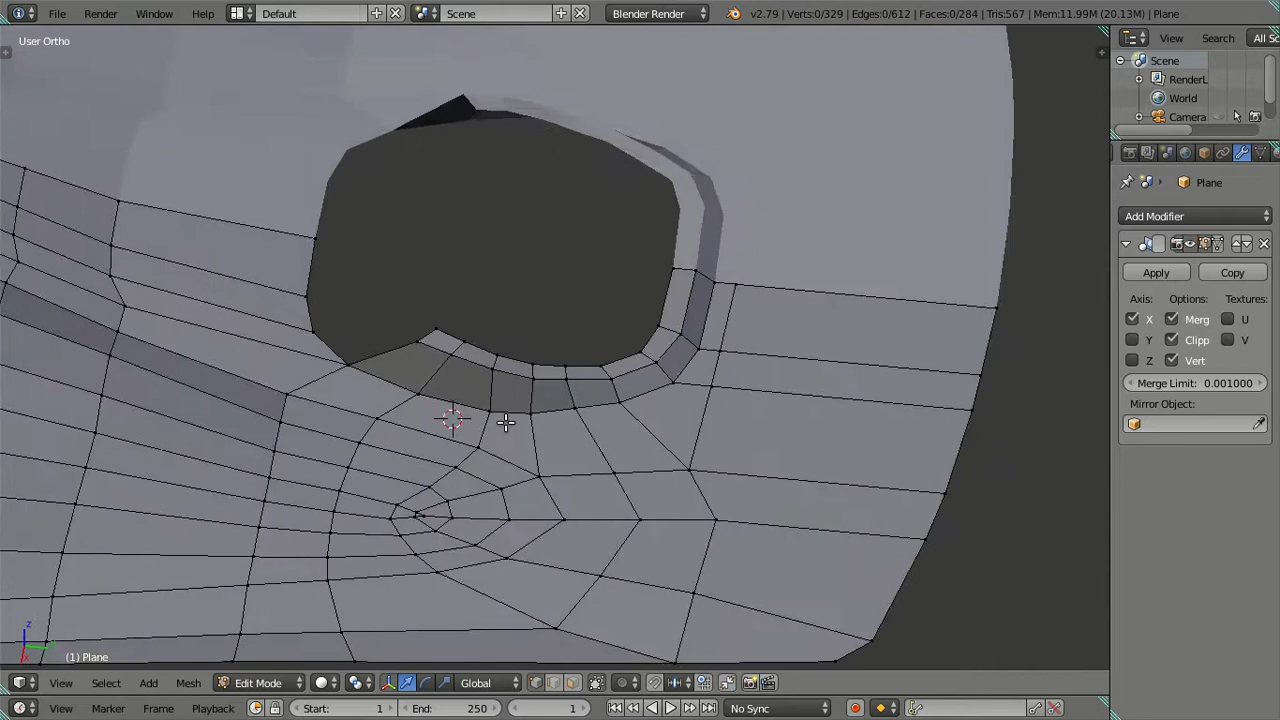 File Render Window Help Default Scene Blender Render v2.79 | Verts:0/329 | Edges:0/612 | Faces:0/284 | Tris:567 | Mem:11.99M (20.13M) | Plane
User Ortho
View Search All Sc
Scene
RenderL
World
Camera
Plane
Add Modifier
Apply Copy
Axis: Options: Textures:
X Merg U
Y Clipp V
Z Vert
Merge Limit: 0.001000
Mirror Object:
z
(1) Plane
View Select Add Mesh Edit Mode Global
View Marker Frame Playback Start: 1 End: 250 1 No Sync